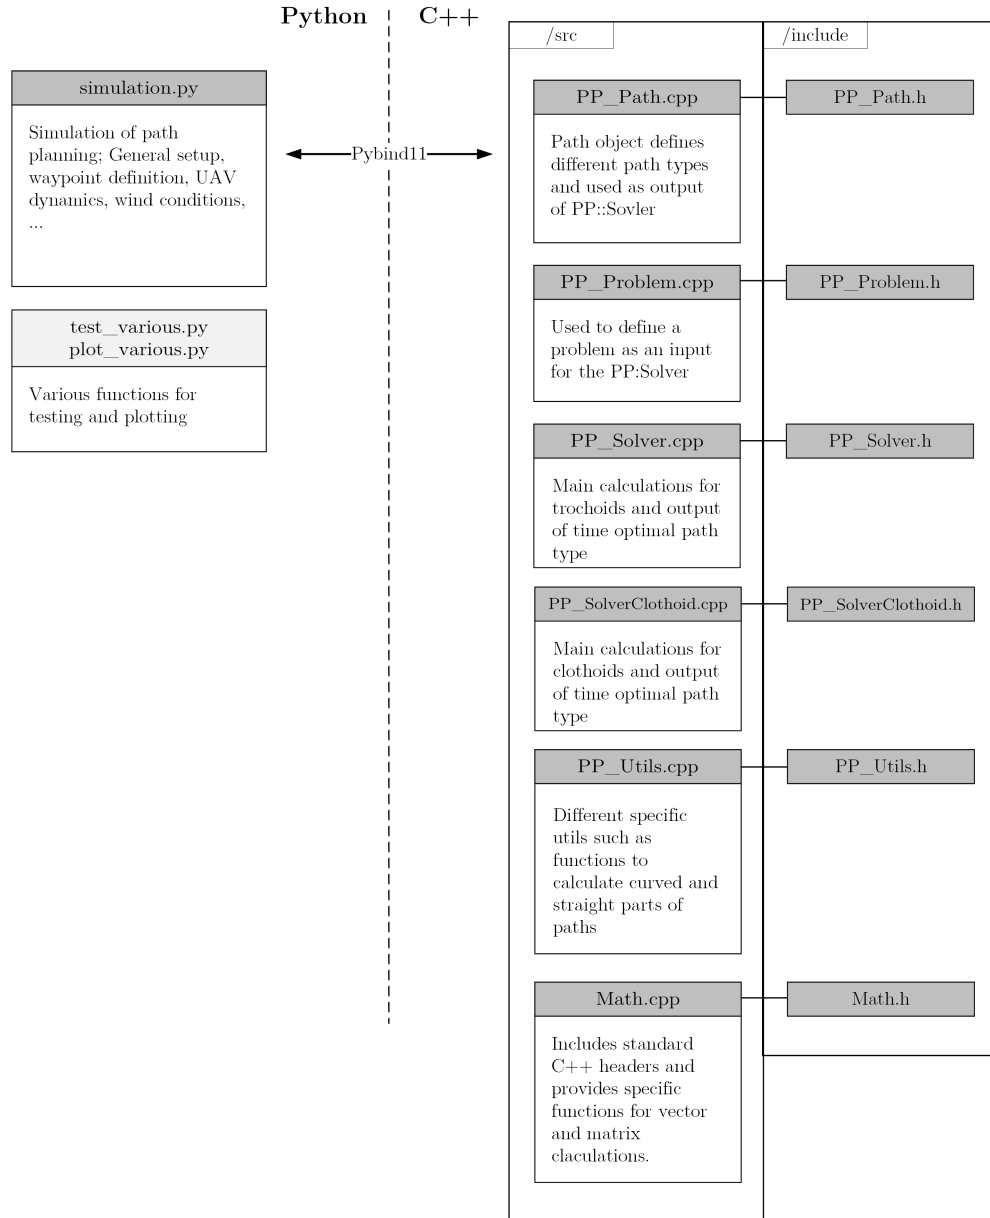 Python
C++
simulation.py
Simulation of path
planning; General setup,
waypoint definition, UAV
dynamics, wind conditions,
...
test_various.py
plot_various.py
Various functions for
testing and plotting
Pybind11
/src
/include
PP_Path.cpp
PP_Path.h
Path object defines
different path types
and used as output
of PP::Sovler
PP_Problem.cpp
PP_Problem.h
Used to define a
problem as an input
for the PP:Solver
PP_Solver.cpp
PP_Solver.h
Main calculations for
trochoids and output
of time optimal path
type
PP_SolverClothoid.cpp
PP_SolverClothoid.h
Main calculations for
clothoids and output
of time optimal path
type
PP_Utils.cpp
PP_Utils.h
Different specific
utils such as
functions to
calculate curved and
straight parts of
paths
Math.cpp
Math.h
Includes standard
C++ headers and
provides specific
functions for vector
and matrix
claculations.